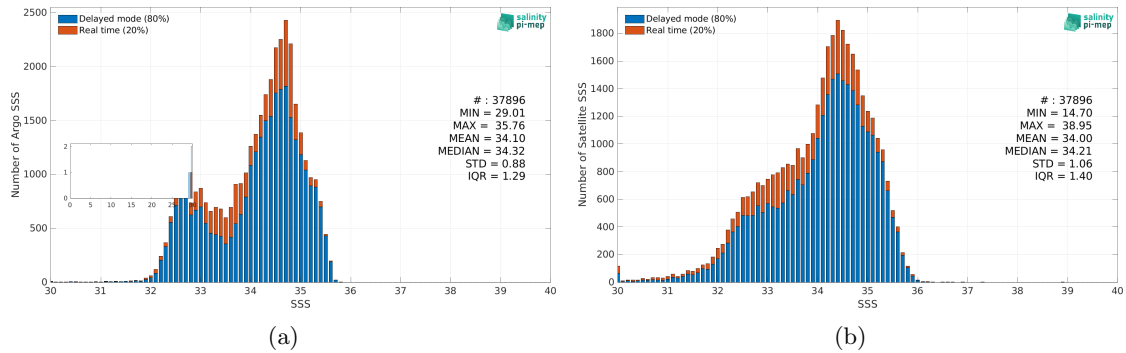 Delayed mode (80%)
Real time (20%)
salinity
pi-mep
2500
2000
1500
1000
500
0
Number of Argo SSS
# : 37896
MIN = 29.01
MAX = 35.76
MEAN = 34.10
MEDIAN = 34.32
STD = 0.88
IQR = 1.29
2
1
0
5 10 15 20 25
30 31 32 33 34 35 36 37 38 39 40
SSS
(a)
Delayed mode (80%)
Real time (20%)
salinity
pi-mep
1800
1600
1400
1200
1000
800
600
400
200
0
Number of Satellite SSS
# : 37896
MIN = 14.70
MAX = 38.95
MEAN = 34.00
MEDIAN = 34.21
STD = 1.06
IQR = 1.40
30 31 32 33 34 35 36 37 38 39 40
SSS
(b)